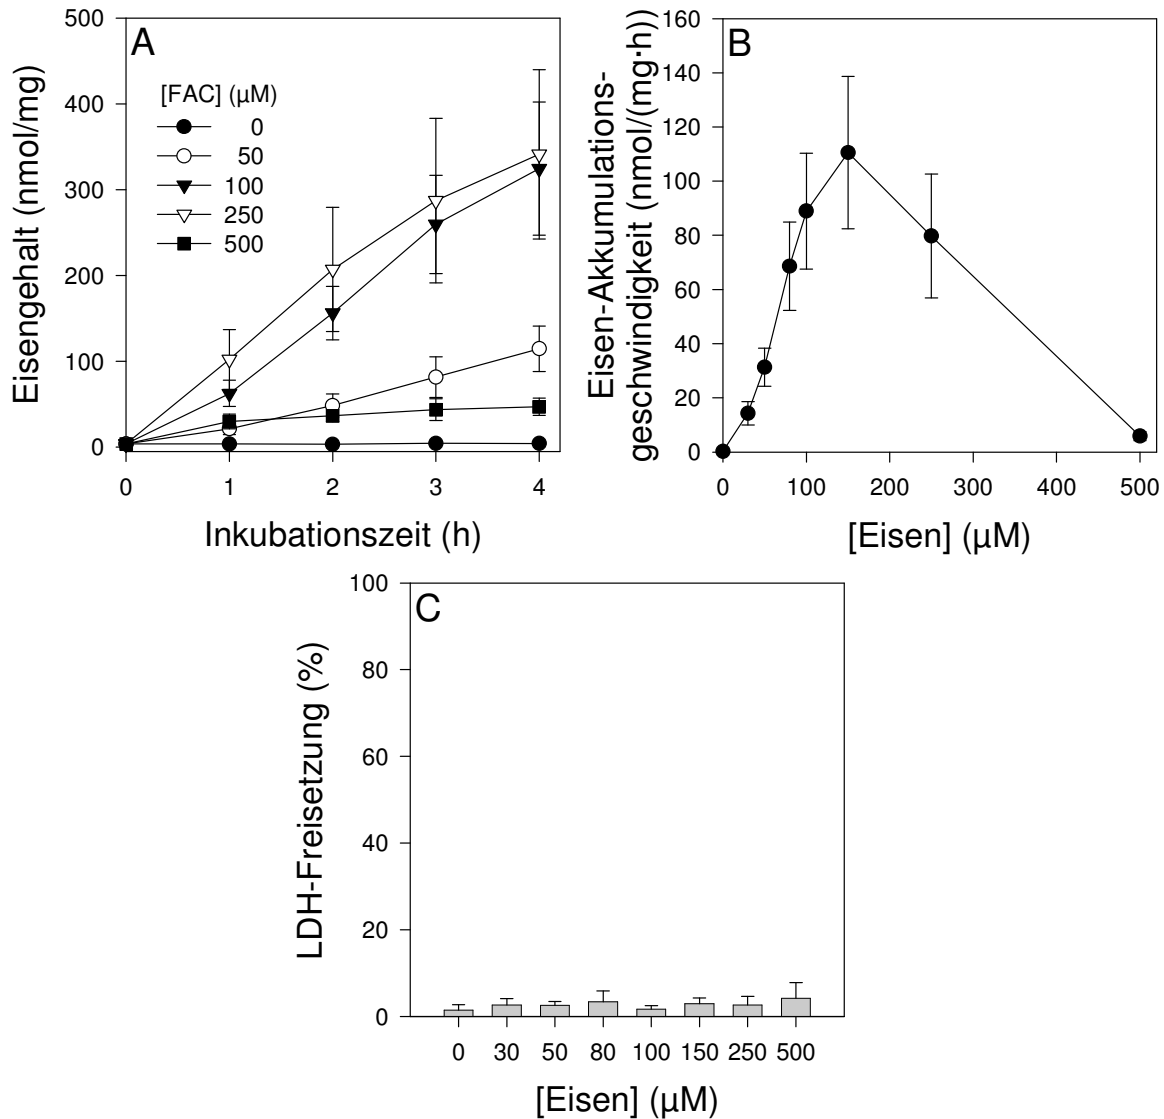 A
Eisengehalt (nmol/mg)
500
400
300
200
100
0
[FAC] (µM)
0
50
100
250
500
0 1 2 3 4
Inkubationszeit (h)
B
Eisen-Akkumulations-
geschwindigkeit (nmol/(mg·h))
160
140
120
100
80
60
40
20
0
0 100 200 300 400 500
[Eisen] (µM)
C
LDH-Freisetzung (%)
100
80
60
40
20
0
0 30 50 80 100 150 250 500
[Eisen] (µM)